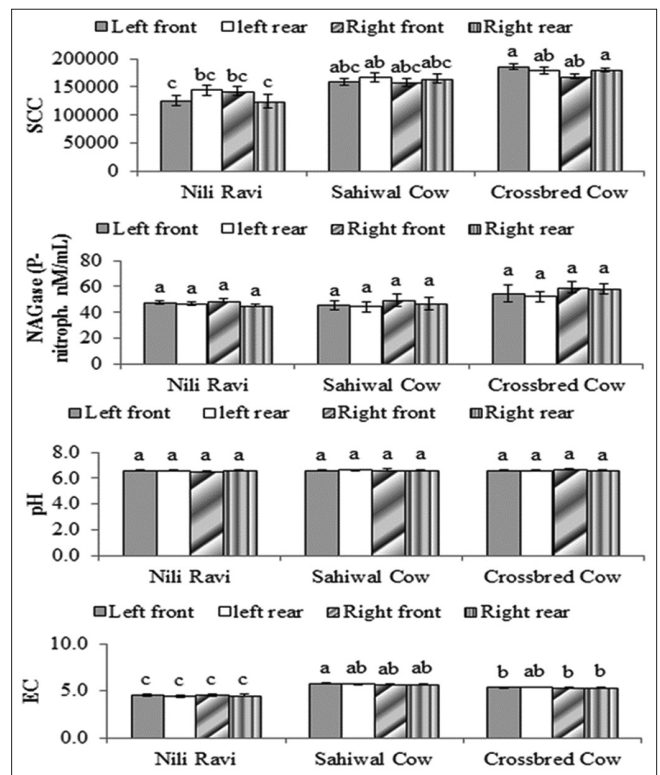 Left front left rear Right front Right rear
SCC
200000
150000
100000
50000
0
c bc bc c
abc ab abc abc
a ab ab a
Nili Ravi Sahiwal Cow Crossbred Cow
Left front left rear Right front Right rear
NAGase (P-
nitroph. nM/mL)
80
60
40
20
0
a a a a
a a a a
a a a a
Nili Ravi Sahiwal Cow Crossbred Cow
Left front left rear Right front Right rear
pH
8.0
6.0
4.0
2.0
0.0
a a a a
a a a a
a a a a
Nili Ravi Sahiwal Cow Crossbred Cow
Left front left rear Right front Right rear
EC
10.0
5.0
0.0
c c c c
a ab ab ab
b ab b b
Nili Ravi Sahiwal Cow Crossbred Cow